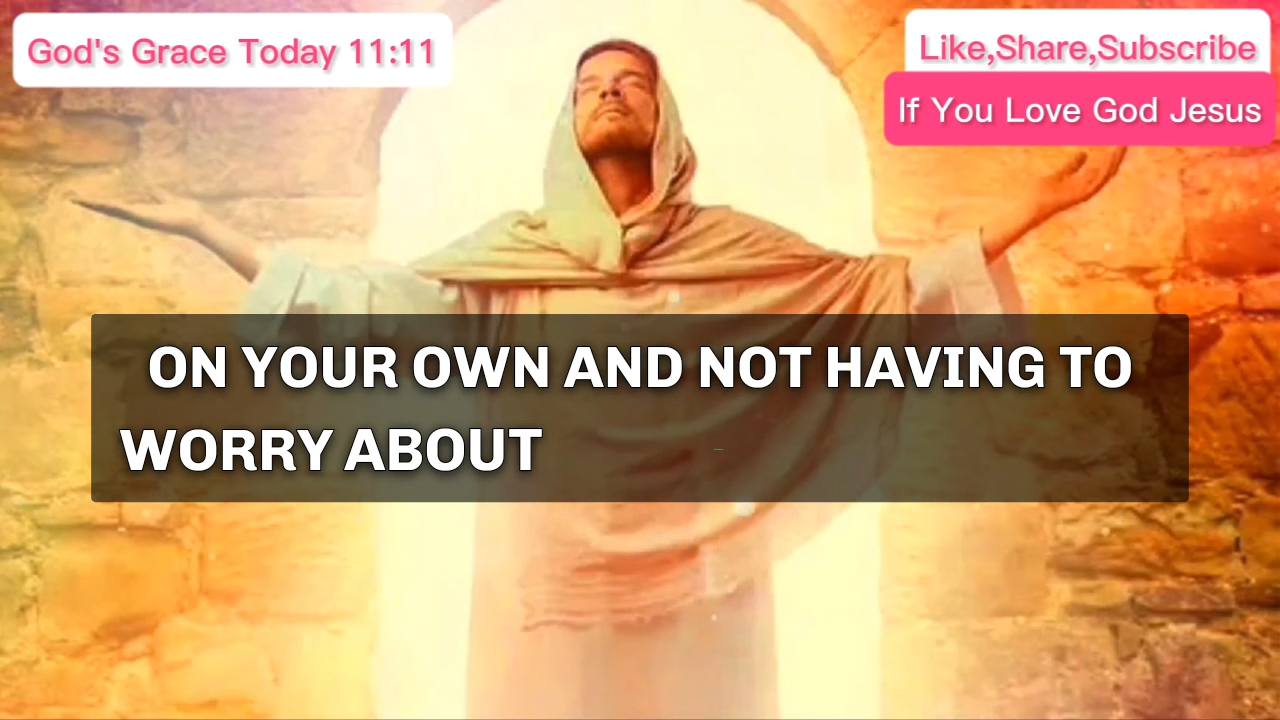 God's Grace Today 11:11
Like,Share,Subscribe
If You Love God Jesus
ON YOUR OWN AND NOT HAVING TO
WORRY ABOUT